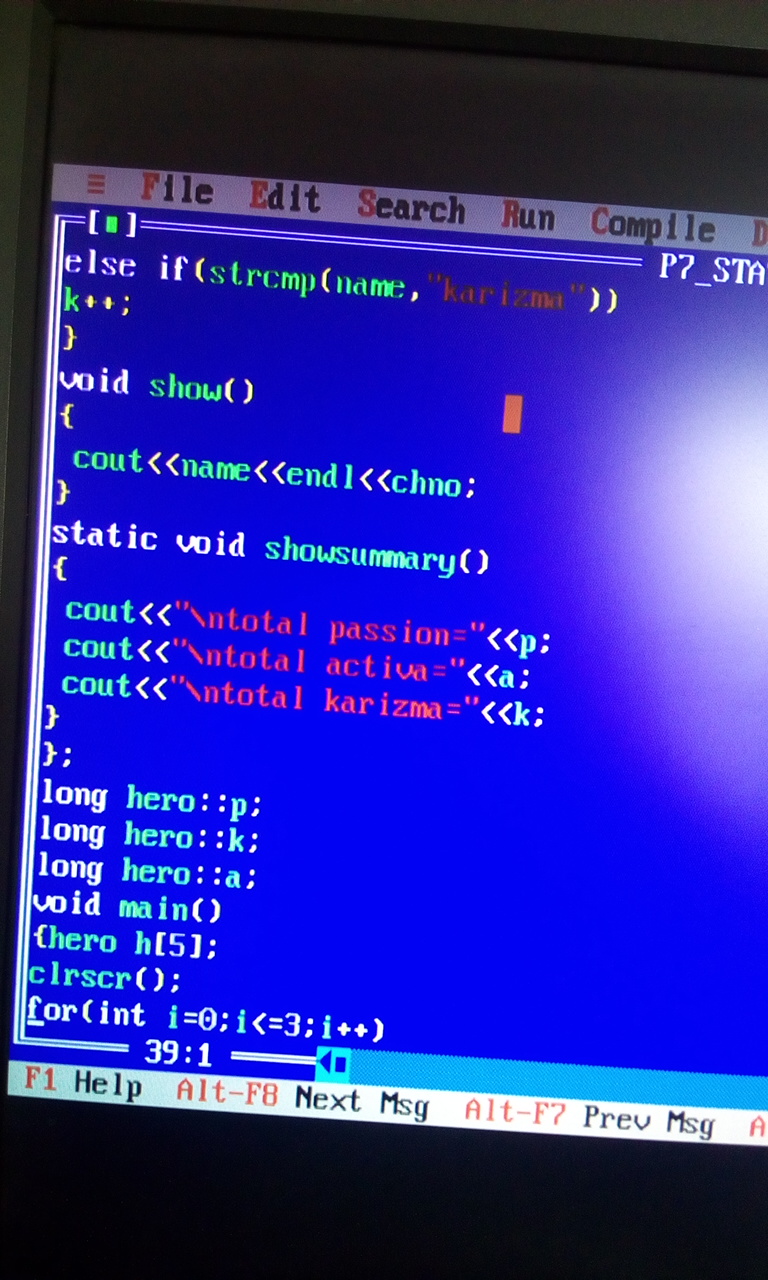 ≡ File Edit Search Run Compile D
[■] P7_STA
else if(strcmp(name,"karizma"))
k++;
}
void show()
{
cout<<name<<endl<<chno;
}
static void showsummary()
{
cout<<"\ntotal passion="<<p;
cout<<"\ntotal activa="<<a;
cout<<"\ntotal karizma="<<k;
}
};
long hero::p;
long hero::k;
long hero::a;
void main()
{hero h[5];
clrscr();
for(int i=0;i<=3;i++)
39:1
F1 Help Alt-F8 Next Msg Alt-F7 Prev Msg A